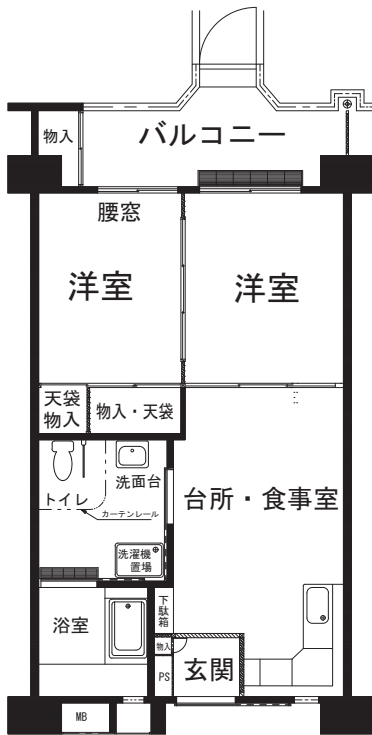 物入
バルコニー
腰窓
洋室
洋室
天袋
物入
物入・天袋
トイレ
洗面台
カーテンレール
台所・食事室
洗濯機
置場
浴室
下駄箱
物入
玄関
PS
MB